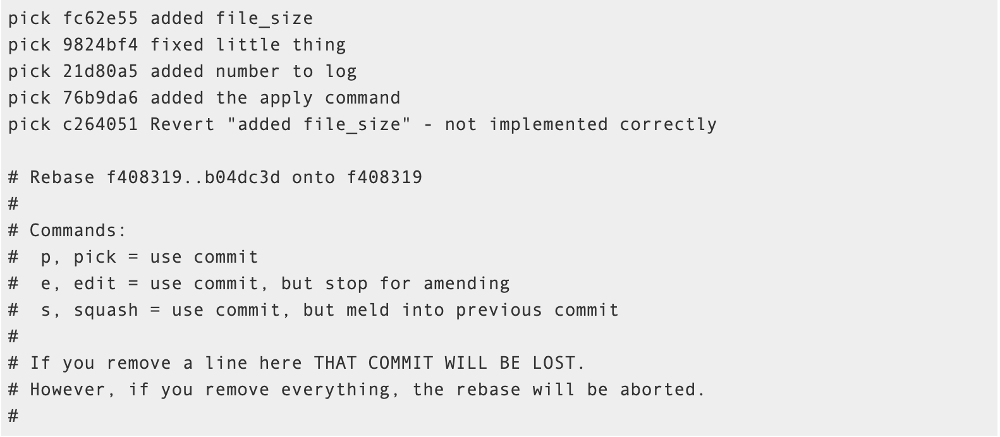 pick fc62e55 added file_size
pick 9824bf4 fixed little thing
pick 21d80a5 added number to log
pick 76b9da6 added the apply command
pick c264051 Revert "added file_size" - not implemented correctly

# Rebase f408319..b04dc3d onto f408319
#
# Commands:
#  p, pick = use commit
#  e, edit = use commit, but stop for amending
#  s, squash = use commit, but meld into previous commit
#
# If you remove a line here THAT COMMIT WILL BE LOST.
# However, if you remove everything, the rebase will be aborted.
#